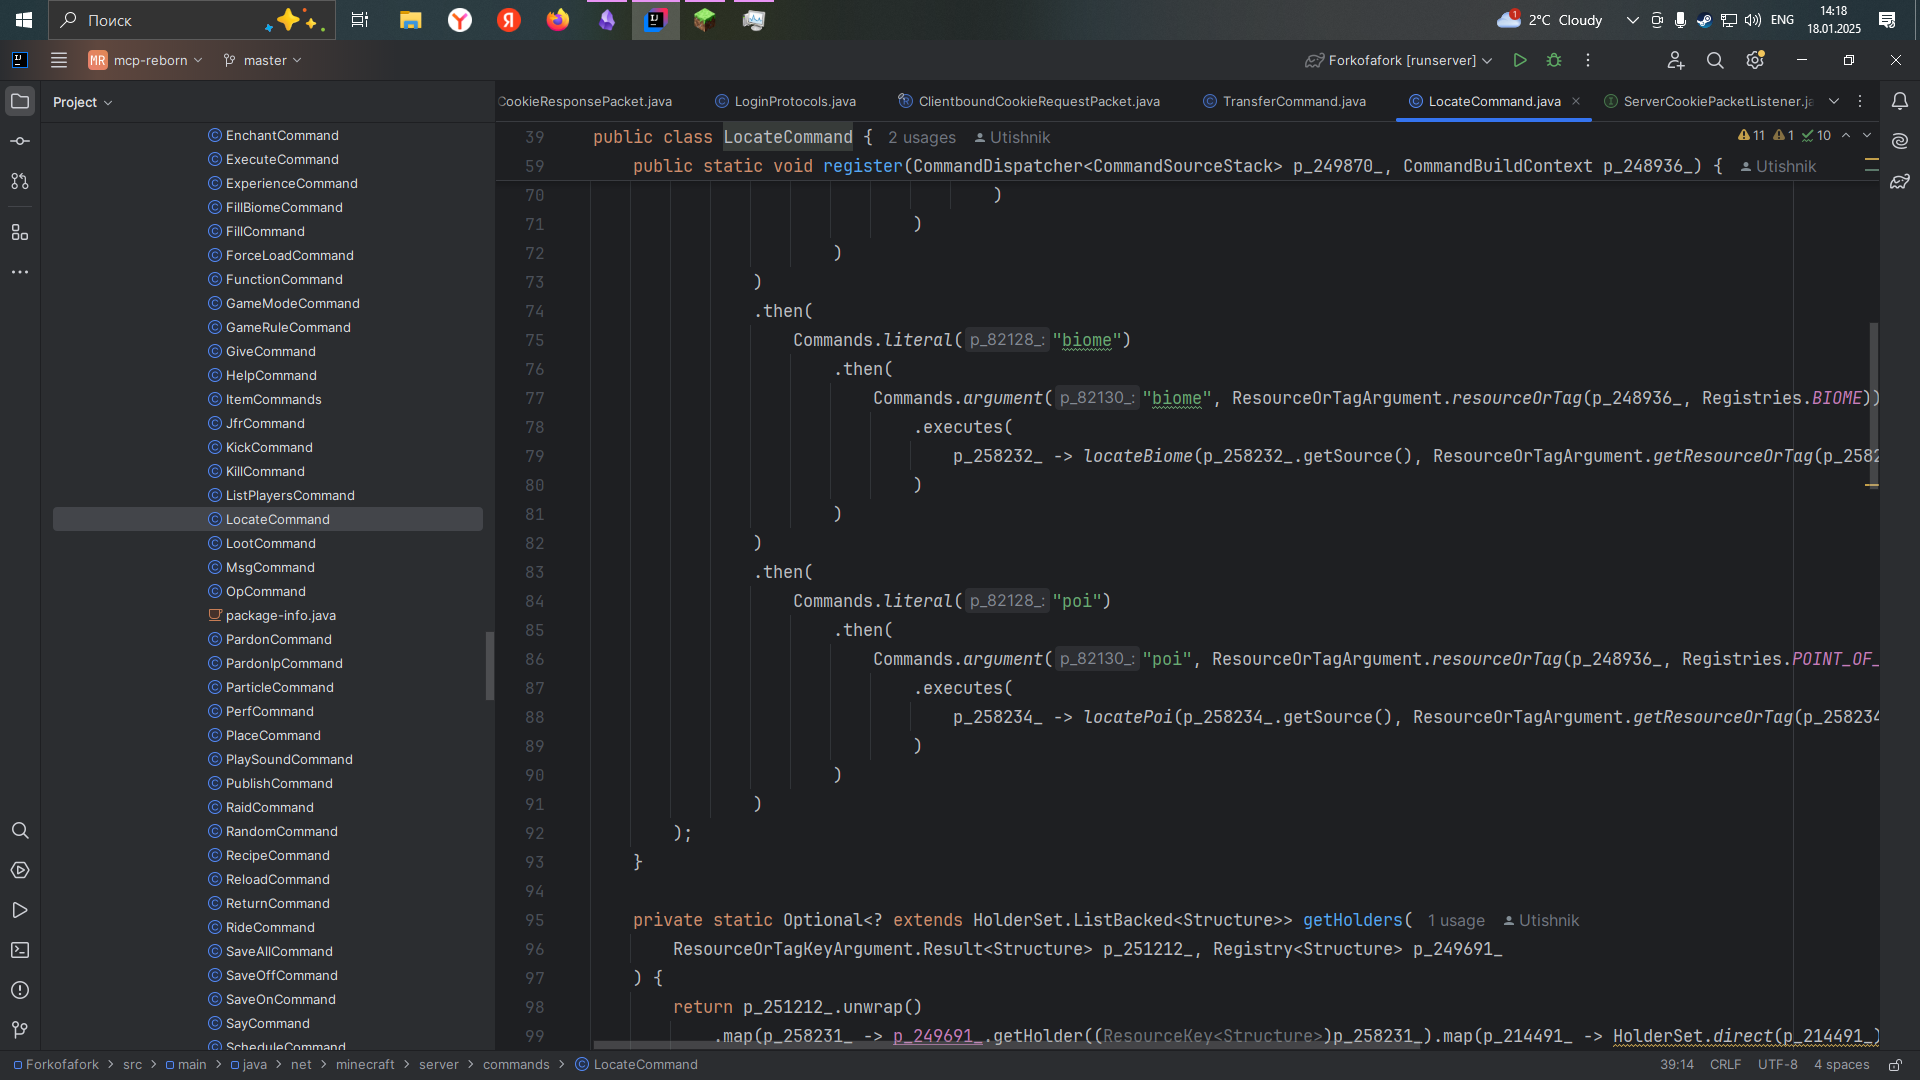 Поиск
2°C Cloudy
1
ENG
14:18
18.01.2025
MR mcp-reborn
master
Forkofafork [runserver]
Project
CookieResponsePacket.java
LoginProtocols.java
ClientboundCookieRequestPacket.java
TransferCommand.java
LocateCommand.java
ServerCookiePacketListener.ja
EnchantCommand
ExecuteCommand
ExperienceCommand
FillBiomeCommand
FillCommand
ForceLoadCommand
FunctionCommand
GameModeCommand
GameRuleCommand
GiveCommand
HelpCommand
ItemCommands
JfrCommand
KickCommand
KillCommand
ListPlayersCommand
LocateCommand
LootCommand
MsgCommand
OpCommand
package-info.java
PardonCommand
PardonIpCommand
ParticleCommand
PerfCommand
PlaceCommand
PlaySoundCommand
PublishCommand
RaidCommand
RandomCommand
RecipeCommand
ReloadCommand
ReturnCommand
RideCommand
SaveAllCommand
SaveOffCommand
SaveOnCommand
SayCommand
ScheduleCommand
39 public class LocateCommand { 2 usages Utishnik
11 1 10
59 public static void register(CommandDispatcher<CommandSourceStack> p_249870_, CommandBuildContext p_248936_) { Utishnik
70 )
71 )
72 )
73 )
74 .then(
75 Commands.literal( p_82128_: "biome")
76 .then(
77 Commands.argument( p_82130_: "biome", ResourceOrTagArgument.resourceOrTag(p_248936_, Registries.BIOME))
78 .executes(
79 p_258232_ -> locateBiome(p_258232_.getSource(), ResourceOrTagArgument.getResourceOrTag(p_2582
80 )
81 )
82 )
83 .then(
84 Commands.literal( p_82128_: "poi")
85 .then(
86 Commands.argument( p_82130_: "poi", ResourceOrTagArgument.resourceOrTag(p_248936_, Registries.POINT_OF_
87 .executes(
88 p_258234_ -> locatePoi(p_258234_.getSource(), ResourceOrTagArgument.getResourceOrTag(p_258234
89 )
90 )
91 )
92 );
93 }
94
95 private static Optional<? extends HolderSet.ListBacked<Structure>> getHolders( 1 usage Utishnik
96 ResourceOrTagKeyArgument.Result<Structure> p_251212_, Registry<Structure> p_249691_
97 ) {
98 return p_251212_.unwrap()
99 .map(p_258231_ -> p_249691_.getHolder((ResourceKey<Structure>)p_258231_).map(p_214491_ -> HolderSet.direct(p_214491_)
Forkofafork > src > main > java > net > minecraft > server > commands > LocateCommand
39:14 CRLF UTF-8 4 spaces